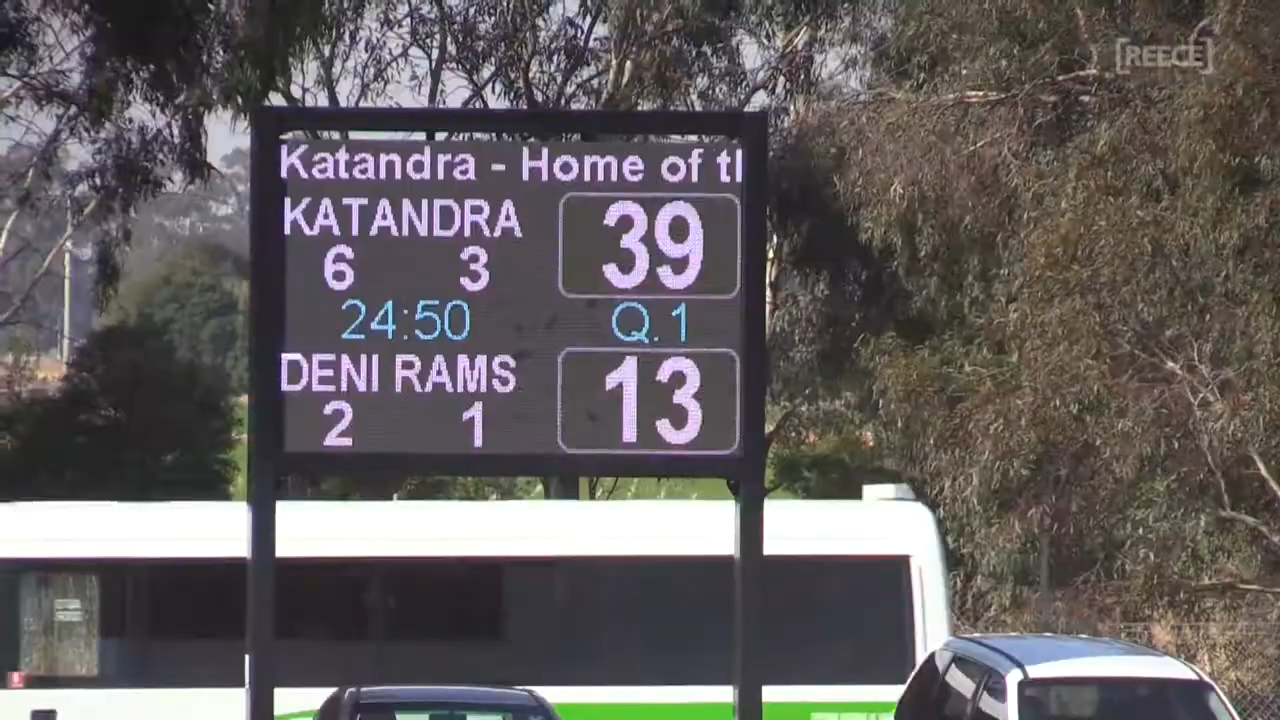 [REECE]
Katandra - Home of
KATANDRA 39
6 3
24:50 Q.1
DENI RAMS 13
2 1